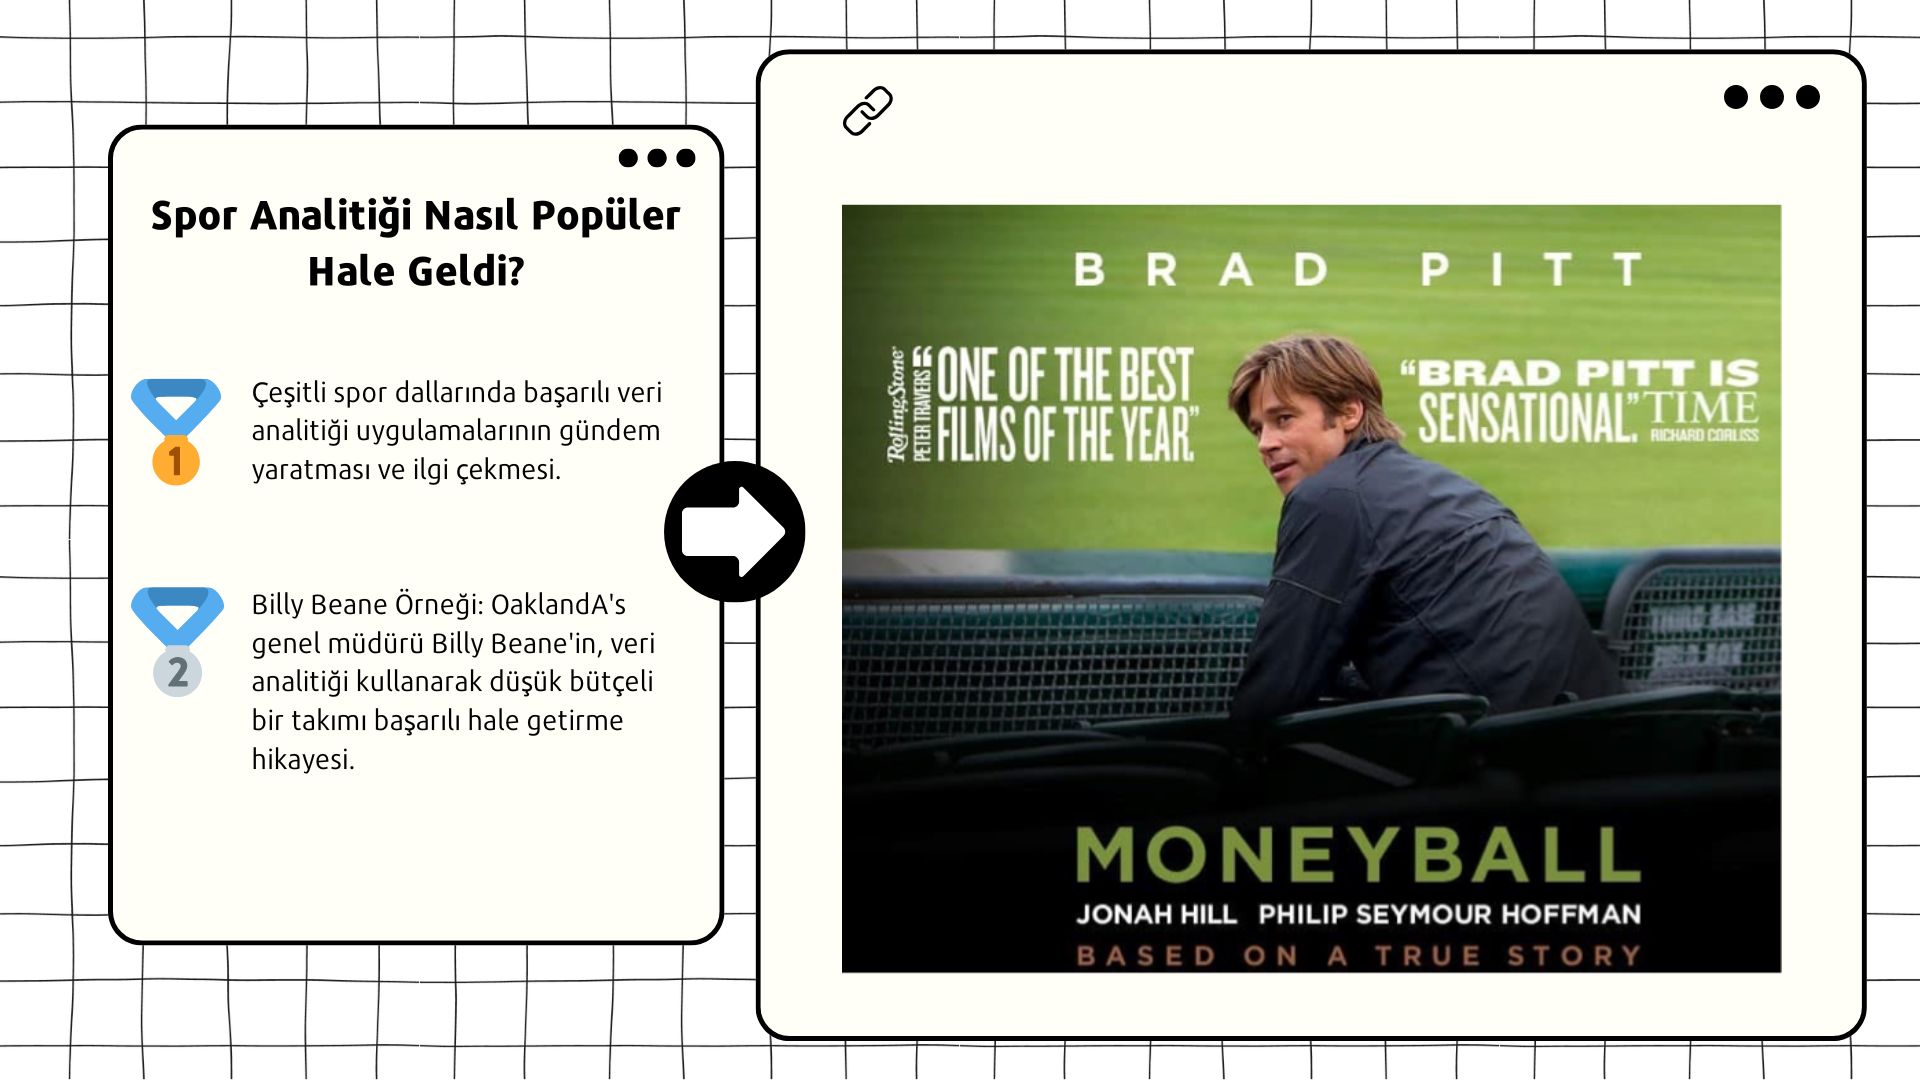 Spor Analitiği Nasıl Popüler
Hale Geldi?
1
Çeşitli spor dallarında başarılı veri
analitiği uygulamalarının gündem
yaratması ve ilgi çekmesi.
2
Billy Beane Örneği: OaklandA's
genel müdürü Billy Beane'in, veri
analitiği kullanarak düşük bütçeli
bir takımı başarılı hale getirme
hikayesi.
BRAD PITT
RollingStone
PETER TRAVERS
“ONE OF THE BEST
FILMS OF THE YEAR.”
“BRAD PITT IS
SENSATIONAL.” TIME
RICHARD CORLISS
THIRD BASE
MONEYBALL
JONAH HILL PHILIP SEYMOUR HOFFMAN
BASED ON A TRUE STORY